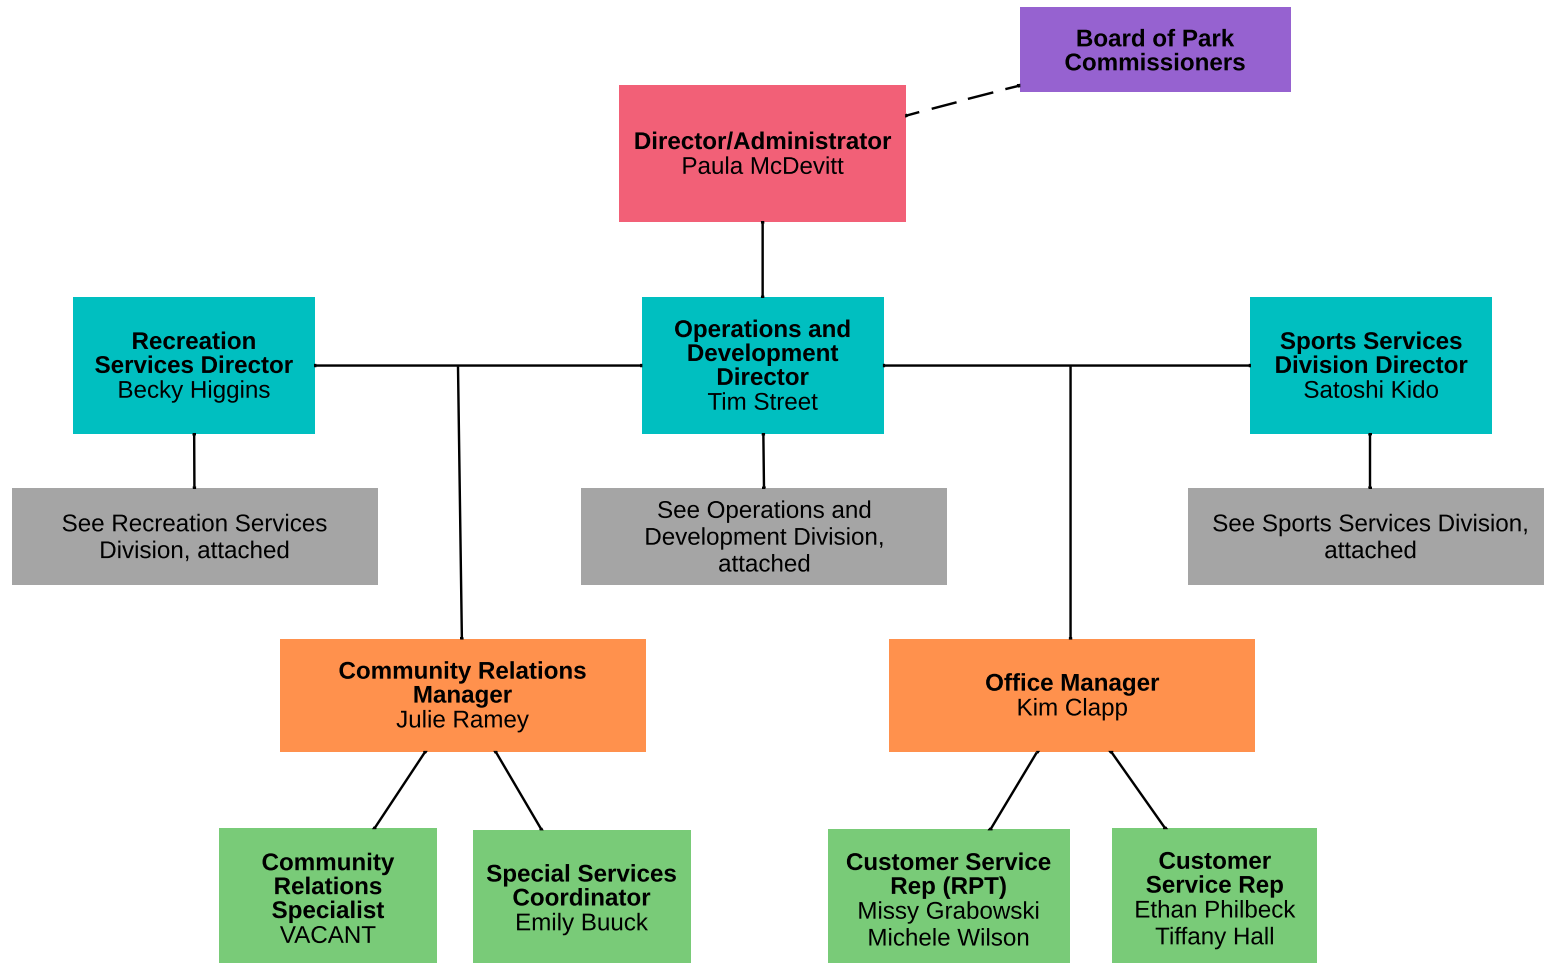 Board of Park
Commissioners
Director/Administrator
Paula McDevitt
Recreation
Services Director
Becky Higgins
Operations and
Development
Director
Tim Street
Sports Services
Division Director
Satoshi Kido
See Recreation Services
Division, attached
See Operations and
Development Division,
attached
See Sports Services Division,
attached
Community Relations
Manager
Julie Ramey
Office Manager
Kim Clapp
Community
Relations
Specialist
VACANT
Special Services
Coordinator
Emily Buuck
Customer Service
Rep (RPT)
Missy Grabowski
Michele Wilson
Customer
Service Rep
Ethan Philbeck
Tiffany Hall